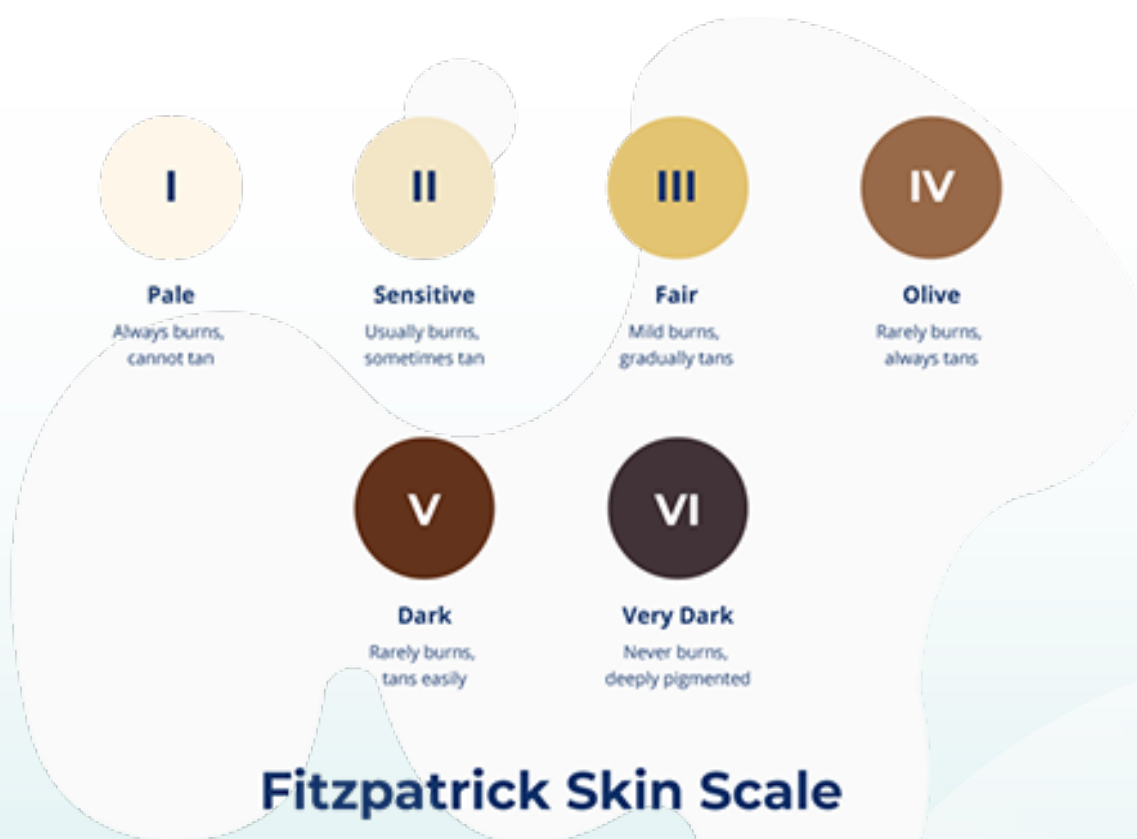 I
II
III
IV
Pale
Always burns,
cannot tan
Sensitive
Usually burns,
sometimes tan
Fair
Mild burns,
gradually tans
Olive
Rarely burns,
always tans
V
VI
Dark
Rarely burns,
tans easily
Very Dark
Never burns,
deeply pigmented
Fitzpatrick Skin Scale